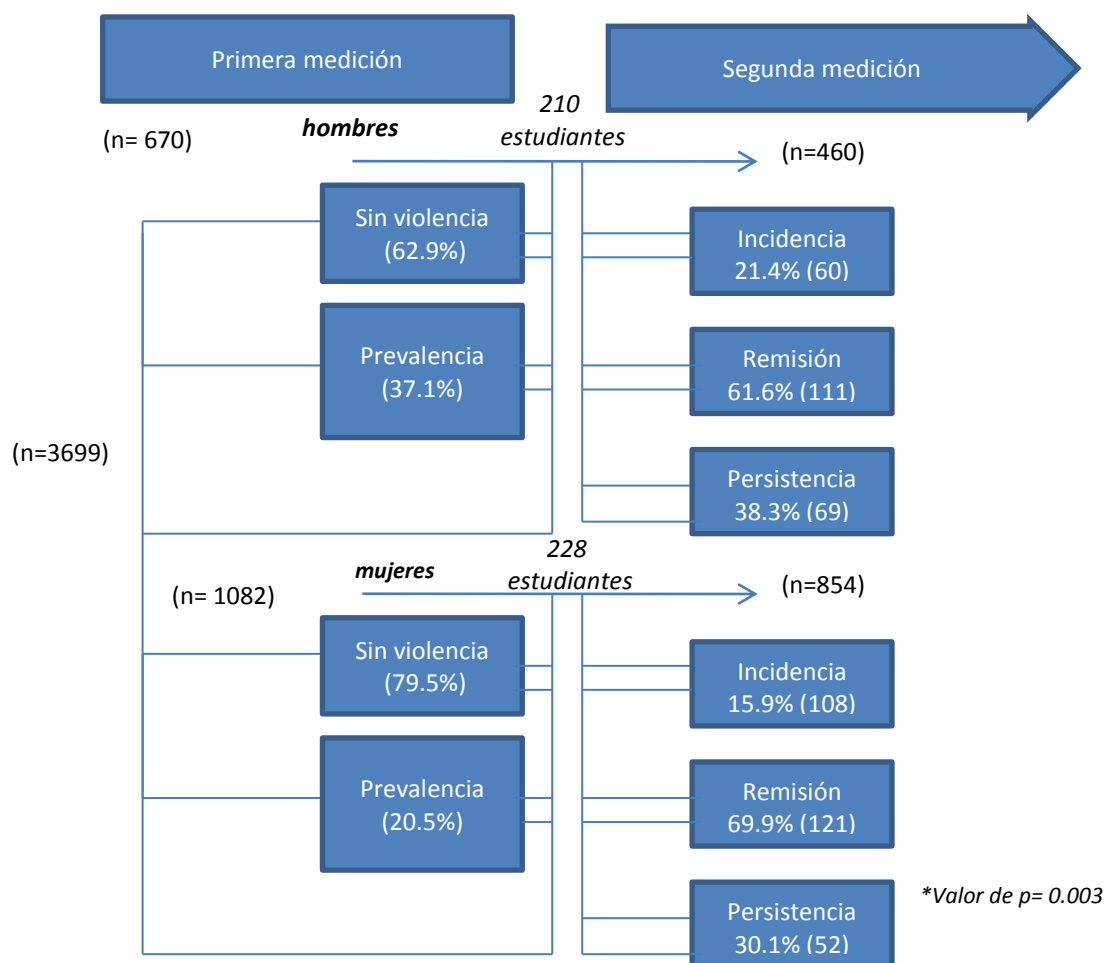 Primera medición
Segunda medición
(n= 670)
hombres
210
estudiantes
(n=460)
Sin violencia
(62.9%)
Incidencia
21.4% (60)
Prevalencia
(37.1%)
Remisión
61.6% (111)
(n=3699)
Persistencia
38.3% (69)
(n= 1082)
mujeres
228
estudiantes
(n=854)
Sin violencia
(79.5%)
Incidencia
15.9% (108)
Prevalencia
(20.5%)
Remisión
69.9% (121)
Persistencia
30.1% (52)
*Valor de p= 0.003